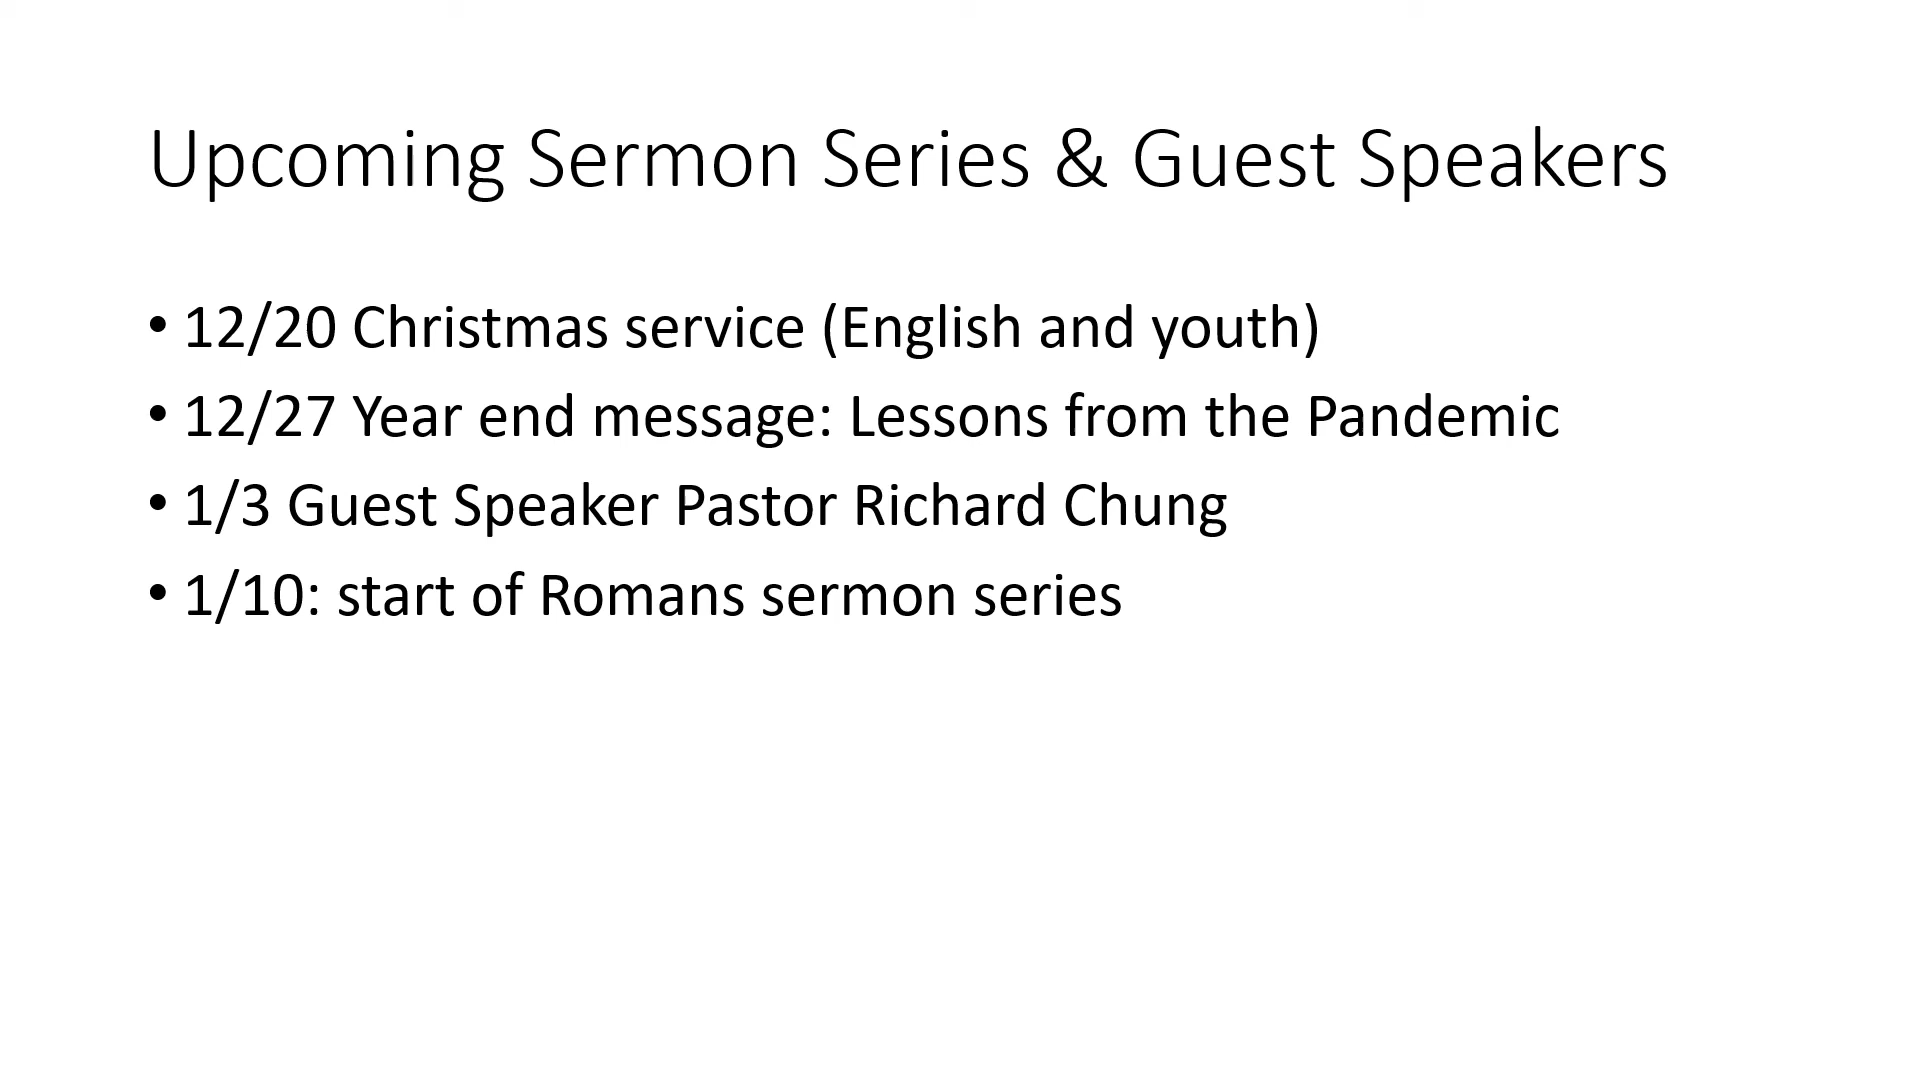 Upcoming Sermon Series & Guest Speakers
• 12/20 Christmas service (English and youth)
• 12/27 Year end message: Lessons from the Pandemic
• 1/3 Guest Speaker Pastor Richard Chung
• 1/10: start of Romans sermon series